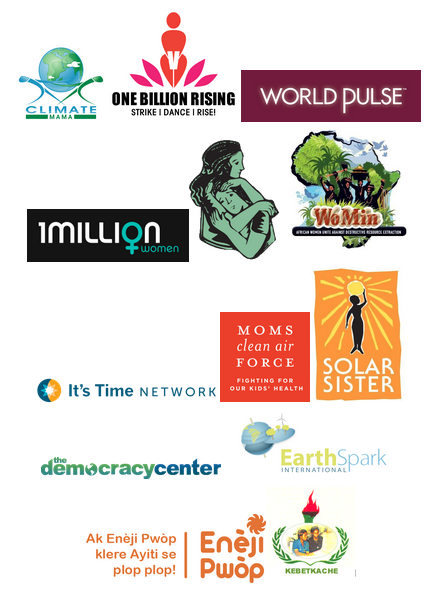 CLIMATE
MAMA
V
ONE BILLION RISING
STRIKE | DANCE | RISE!
WORLD PULSE™
1MILLION
women
WoMin
AFRICAN WOMEN UNITE AGAINST DESTRUCTIVE RESOURCE EXTRACTION
MOMS
clean air
FORCE
FIGHTING FOR
OUR KIDS' HEALTH
SOLAR
SISTER
It's Time NETWORK
the
democracycenter
EarthSpark
INTERNATIONAL
Ak Enèji Pwòp
klere Ayiti se
plop plop!
Enèji
Pwòp
KEBETKACHE